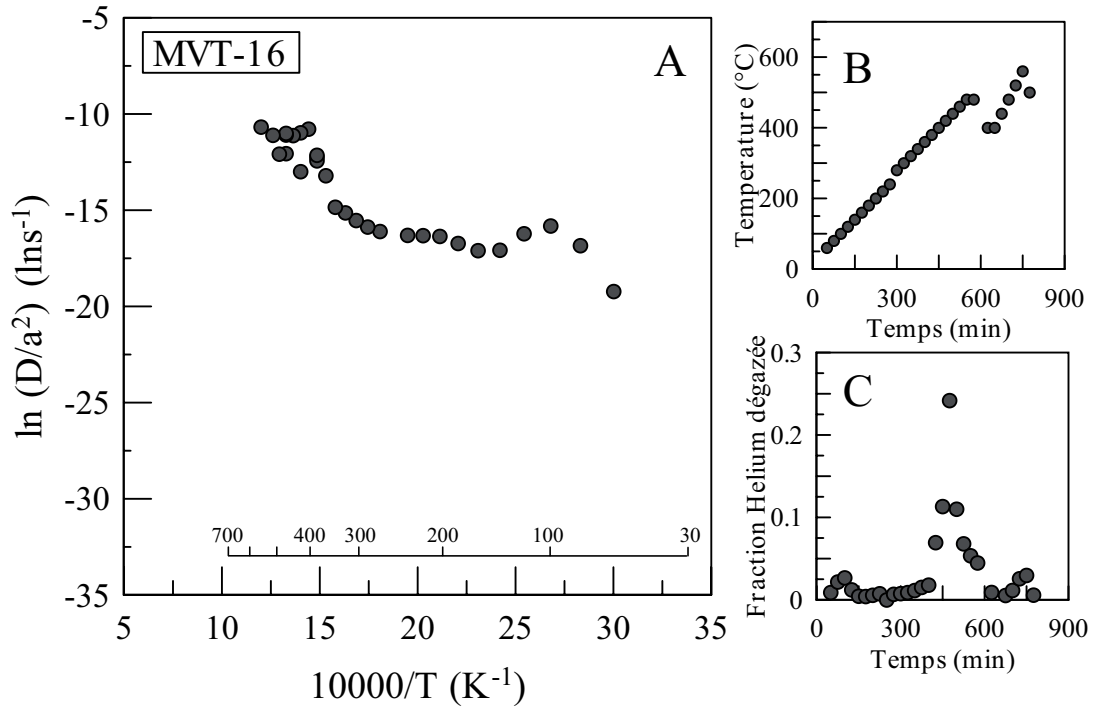 MVT-16
A
-5
-10
-15
-20
-25
-30
-35
ln (D/a²) (lns⁻¹)
700 400 300 200 100 30
5 10 15 20 25 30 35
10000/T (K⁻¹)
B
600
400
200
0
Temperature (°C)
0 300 600 900
Temps (min)
C
0.3
0.2
0.1
0
Fraction Helium dégazée
0 300 600 900
Temps (min)